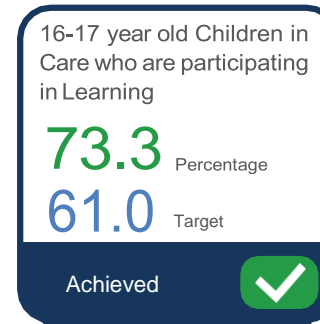 16-17 year old Children in
Care who are participating
in Learning
73.3 Percentage
61.0 Target
Achieved